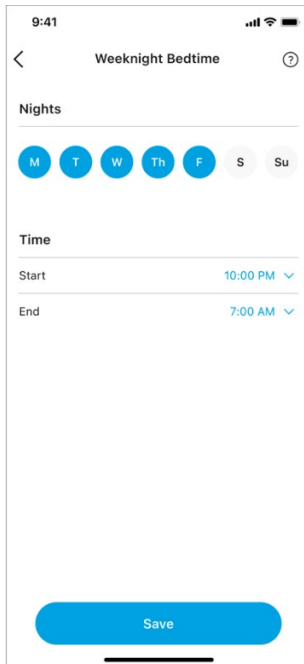 9:41
Weeknight Bedtime ?
Nights
M T W Th F S Su
Time
Start 10:00 PM
End 7:00 AM
Save